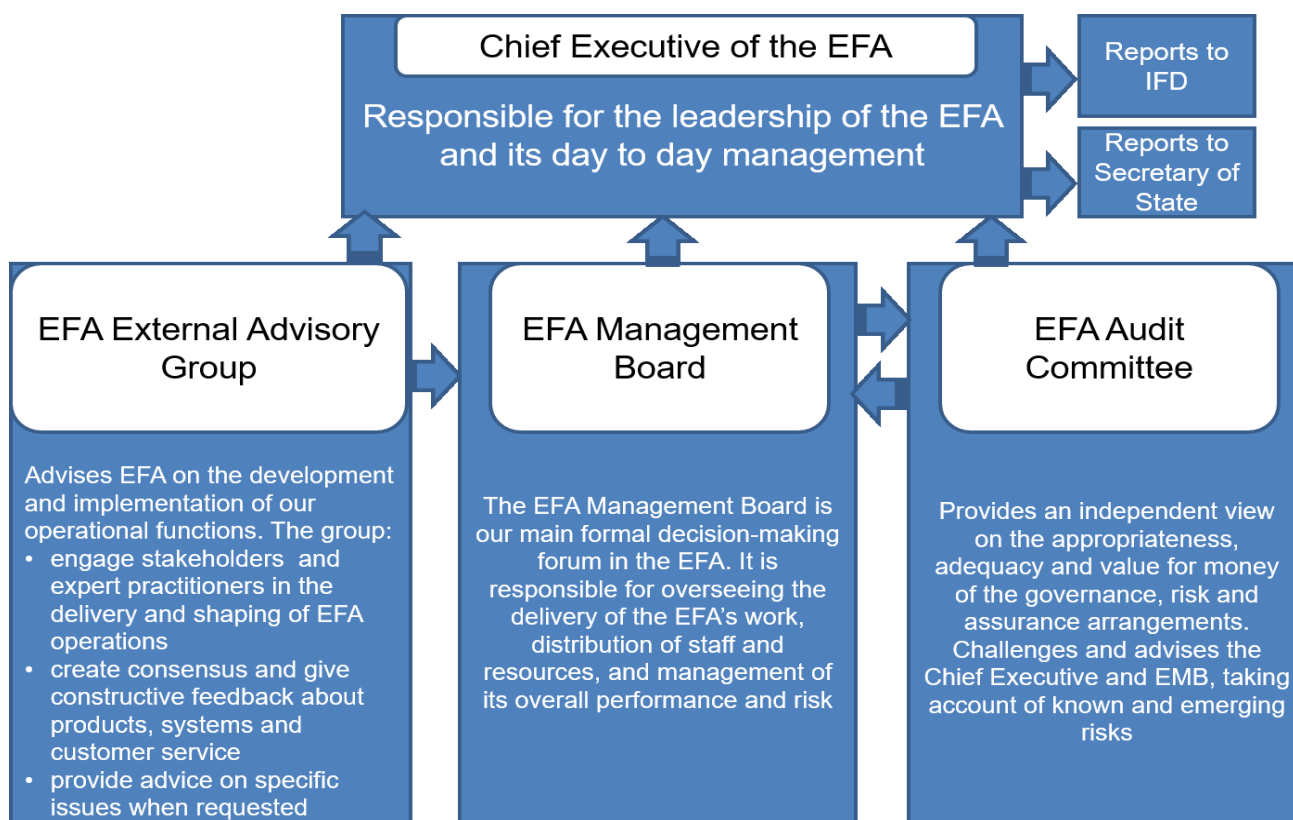 Chief Executive of the EFA
Responsible for the leadership of the EFA
and its day to day management
Reports to
IFD
Reports to
Secretary of
State
EFA External Advisory
Group
Advises EFA on the development
and implementation of our
operational functions. The group:
• engage stakeholders and
expert practitioners in the
delivery and shaping of EFA
operations
• create consensus and give
constructive feedback about
products, systems and
customer service
• provide advice on specific
issues when requested
EFA Management
Board
The EFA Management Board is
our main formal decision-making
forum in the EFA. It is
responsible for overseeing the
delivery of the EFA’s work,
distribution of staff and
resources, and management of
its overall performance and risk
EFA Audit
Committee
Provides an independent view
on the appropriateness,
adequacy and value for money
of the governance, risk and
assurance arrangements.
Challenges and advises the
Chief Executive and EMB, taking
account of known and emerging
risks